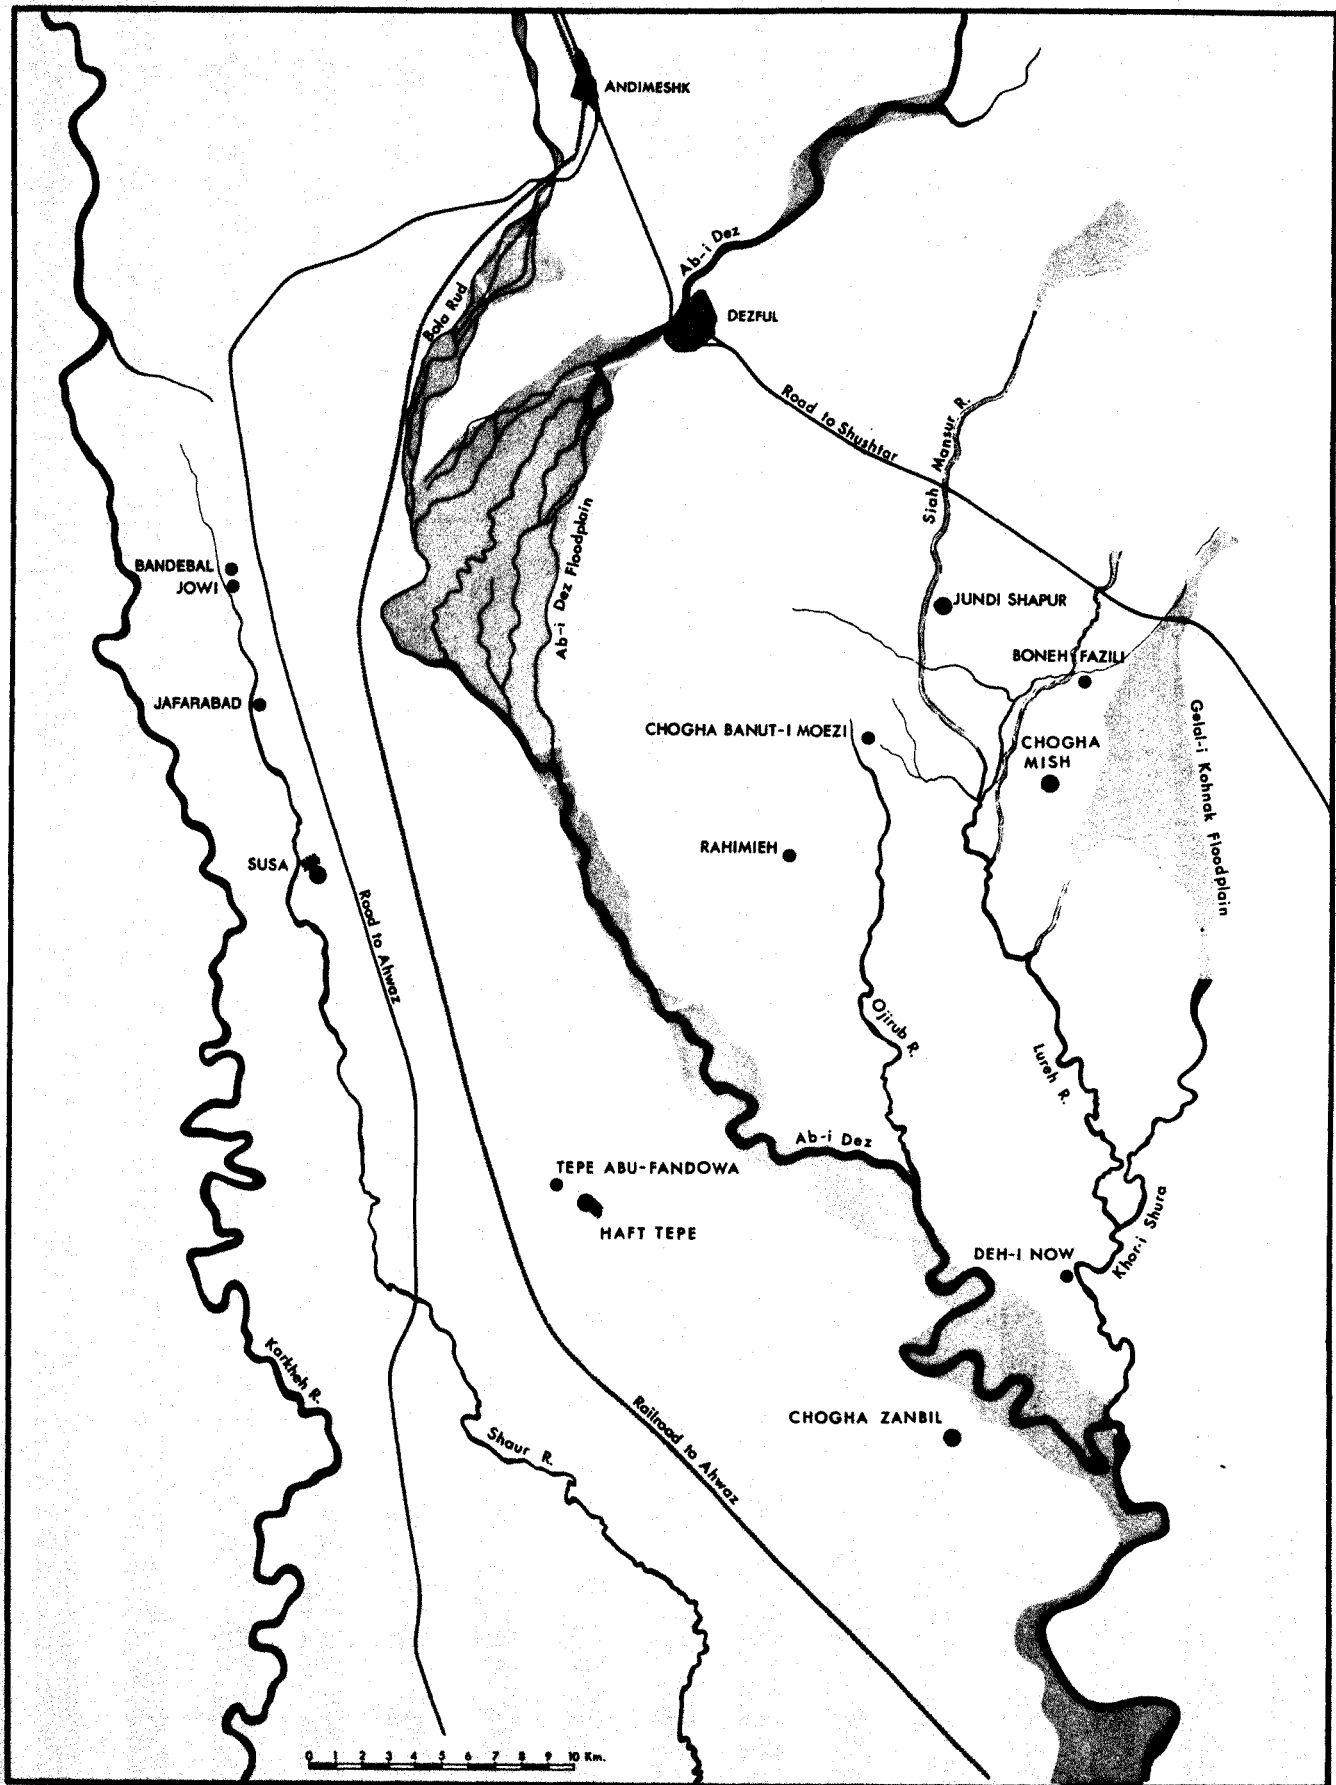 ANDIMESHK
Ab-i Dez
DEZFUL
Bola Rud
Road to Shushtar
Siah Mansur R.
Ab-i Dez Floodplain
BANDEBAL
JOWI
JUNDI SHAPUR
BONEH FAZILI
JAFARABAD
CHOGHA BANUT-I MOEZI
CHOGHA
MISH
Gelal-i Kohnak Floodplain
RAHIMIEH
SUSA
Road to Ahwaz
Ojirub R.
Lureh R.
Ab-i Dez
TEPE ABU-FANDOWA
HAFT TEPE
Khor-i Shura
DEH-I NOW
Karkheh R.
CHOGHA ZANBIL
Railroad to Ahwaz
Shaur R.
0 1 2 3 4 5 6 7 8 9 10 Km.